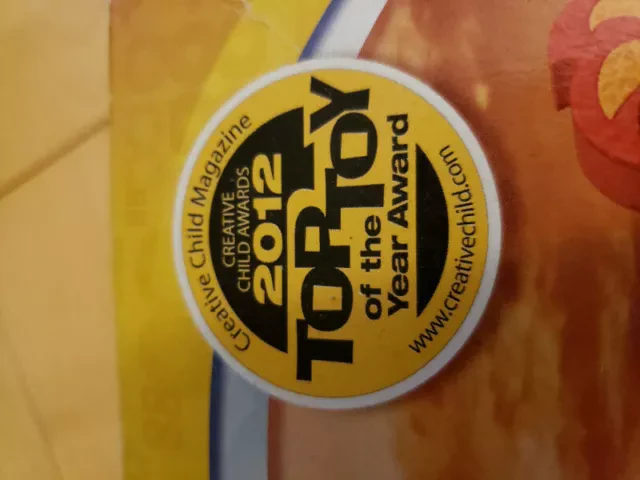 Creative Child Magazine
CREATIVE
CHILD AWARDS
2012
TOP TOY
of the
Year Award
www.creativechild.com